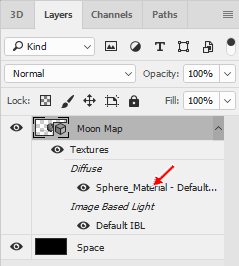 3D Layers Channels Paths
Kind
Normal Opacity: 100%
Lock: Fill: 100%
Moon Map
Textures
Diffuse
Sphere_Material - Default...
Image Based Light
Default IBL
Space